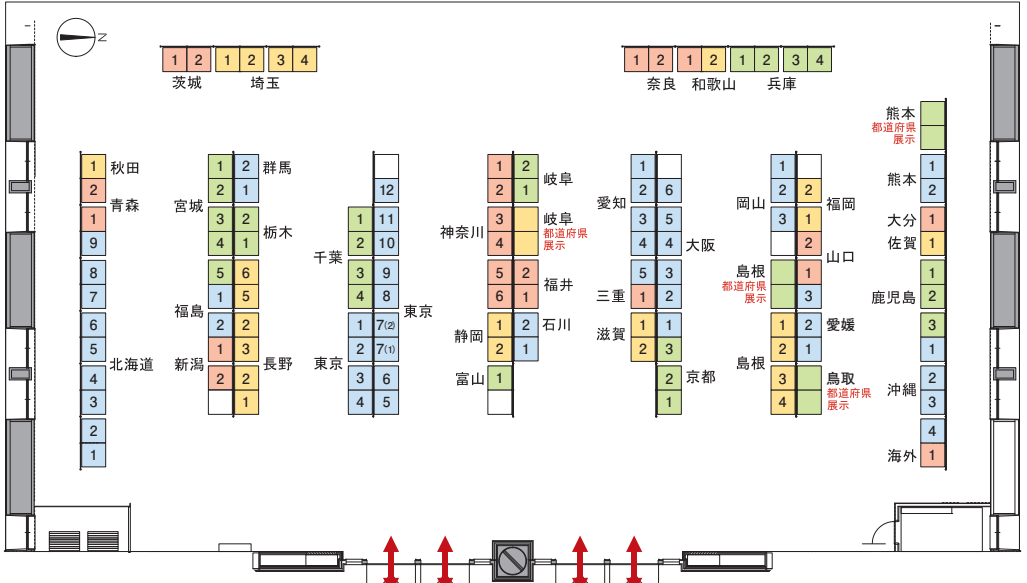 N
1 2 1 2 3 4
茨城 埼玉
1 2 1 2 1 2 3 4
奈良 和歌山 兵庫
1 秋田
2
青森
1
9
8
7
6
5
北海道
4
3
2
1
1 2 群馬
2 1
宮城
3 2
栃木
4 1
5 6
福島
1 5
2 2
1 3
新潟 長野
2 2
1
12
1 11
2 10
千葉
3 9
4 8
東京
1 7(2)
2 7(1)
東京
3 6
4 5
1 2
岐阜
2 1
神奈川
3 岐阜
都道府県
展示
4
5 2
福井
6 1
静岡
1 2 石川
2 1
富山 1
1
愛知
2 6
3 5
4 4 大阪
5 3
三重 1 2
滋賀
1 1
2 3
2 京都
1
1
岡山
2 2
福岡
3 1
2
山口
島根
都道府県
展示
1
3
1 2 愛媛
2 1
島根
3 鳥取
都道府県
展示
4
熊本
都道府県
展示
1
熊本
2
大分 1
佐賀 1
1
鹿児島 2
3
1
沖縄
2
3
4
海外 1